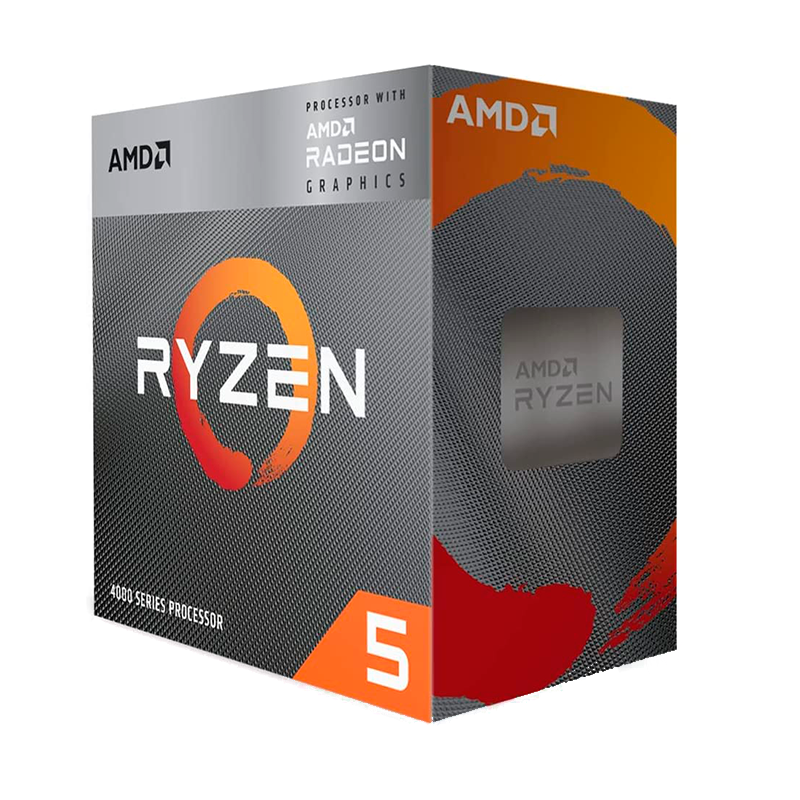 AMD
PROCESSOR WITH
AMD
RADEON
GRAPHICS
RYZEN
4000 SERIES PROCESSOR
5
AMD
AMD
RYZEN